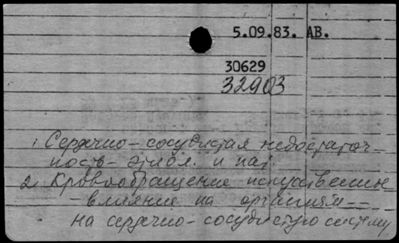 5.09.83. АВ.
30629
32903
1. Сердечно-сосудистая недостаточ-
ность - этиол. и пат.
2. Кровообращение искуственное
- влияние на организм -
на сердечно-сосудистую систему